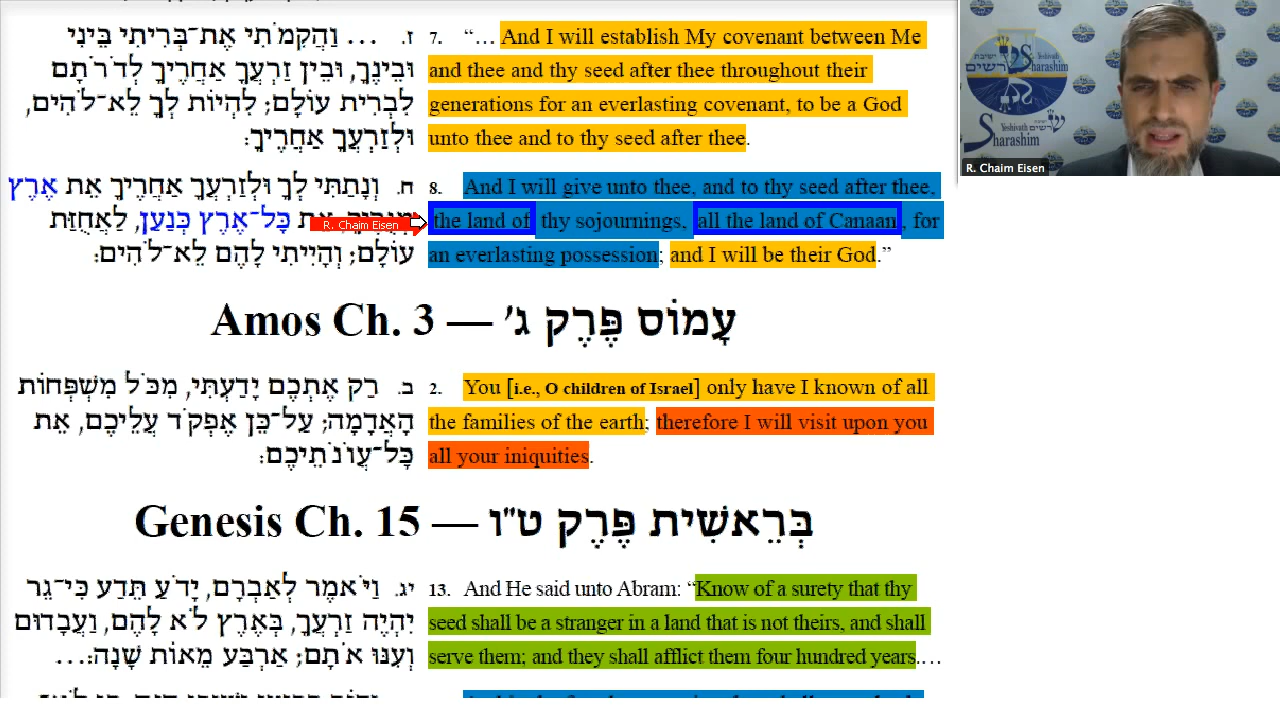 ז. ... וַהֲקִמֹתִי אֶת־בְּרִיתִי בֵּינִי
וּבֵינֶךָ, וּבֵין זַרְעֲךָ אַחֲרֶיךָ לְדֹרֹתָם
לִבְרִית עוֹלָם; לִהְיוֹת לְךָ לֵא־לֹהִים,
וּלְזַרְעֲךָ אַחֲרֶיךָ:
7. “… And I will establish My covenant between Me
and thee and thy seed after thee throughout their
generations for an everlasting covenant, to be a God
unto thee and to thy seed after thee.
ח. וְנָתַתִּי לְךָ וּלְזַרְעֲךָ אַחֲרֶיךָ אֵת אֶרֶץ
אֵת כָּל־אֶרֶץ כְּנַעַן, לַאֲחֻזַּת
עוֹלָם; וְהָיִיתִי לָהֶם לֵא־לֹהִים:
R. Chaim Eisen
8. And I will give unto thee, and to thy seed after thee,
the land of thy sojournings, all the land of Canaan, for
an everlasting possession; and I will be their God.”
Amos Ch. 3 — עָמוֹס פֶּרֶק ג׳
ב. רַק אֶתְכֶם יָדַעְתִּי, מִכֹּל מִשְׁפְּחוֹת
הָאֲדָמָה; עַל־כֵּן אֶפְקֹד עֲלֵיכֶם, אֵת
כָּל־עֲוֹנֹתֵיכֶם:
2. You [i.e., O children of Israel] only have I known of all
the families of the earth; therefore I will visit upon you
all your iniquities.
Genesis Ch. 15 — בְּרֵאשִׁית פֶּרֶק ט"ו
יג. וַיֹּאמֶר לְאַבְרָם, יָדֹעַ תֵּדַע כִּי־גֵר
יִהְיֶה זַרְעֲךָ, בְּאֶרֶץ לֹא לָהֶם, וַעֲבָדוּם
וְעִנּוּ אֹתָם; אַרְבַּע מֵאוֹת שָׁנָה:…
13. And He said unto Abram: “Know of a surety that thy
seed shall be a stranger in a land that is not theirs, and shall
serve them; and they shall afflict them four hundred years.…
ישיבת
שרשים
Yeshivath
Sharashim
R. Chaim Eisen